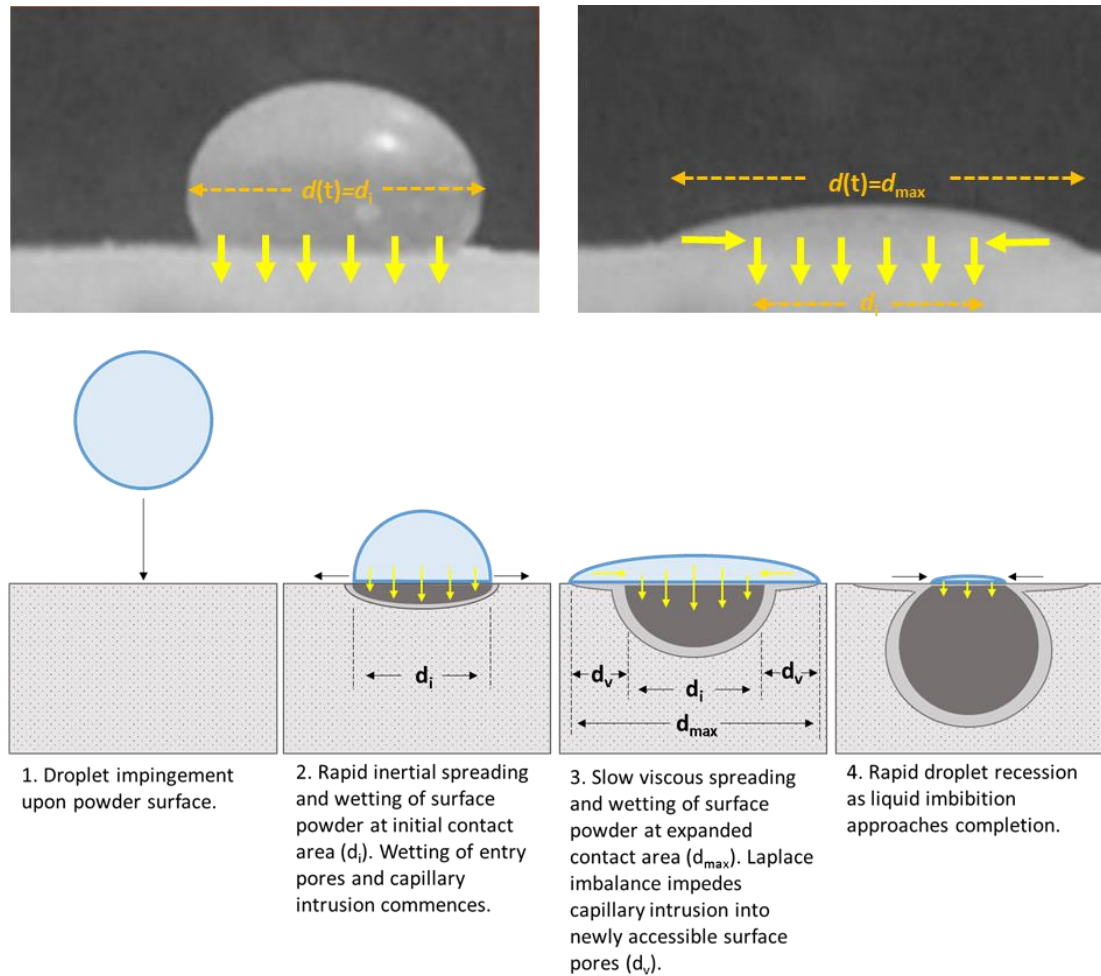 d(t)=dᵢ
d(t)=dₘₐₓ
dᵢ
dᵢ
dᵥ
dᵢ
dᵥ
dₘₐₓ
1. Droplet impingement
upon powder surface.
2. Rapid inertial spreading
and wetting of surface
powder at initial contact
area (dᵢ). Wetting of entry
pores and capillary
intrusion commences.
3. Slow viscous spreading
and wetting of surface
powder at expanded
contact area (dₘₐₓ). Laplace
imbalance impedes
capillary intrusion into
newly accessible surface
pores (dᵥ).
4. Rapid droplet recession
as liquid imbibition
approaches completion.